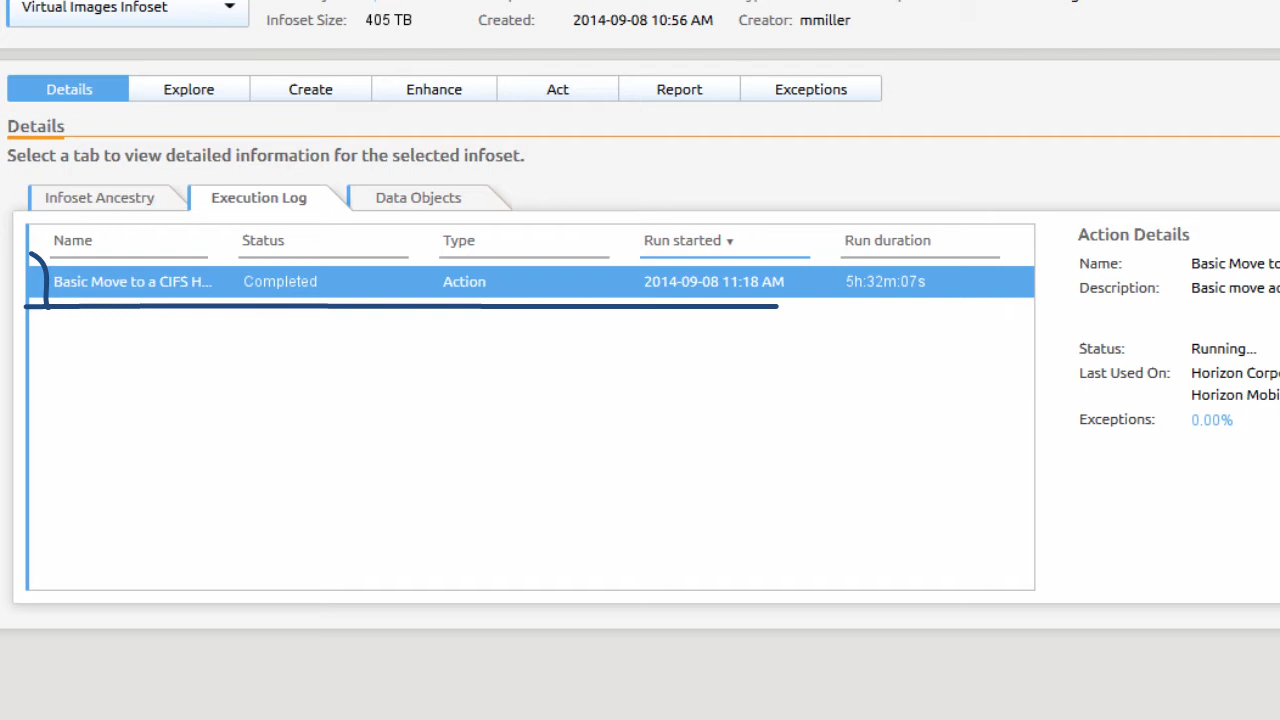 Virtual Images Infoset
Infoset Size: 405 TB Created: 2014-09-08 10:56 AM Creator: mmiller
Details Explore Create Enhance Act Report Exceptions
Details
Select a tab to view detailed information for the selected infoset.
Infoset Ancestry Execution Log Data Objects
Name Status Type Run started Run duration
Basic Move to a CIFS H... Completed Action 2014-09-08 11:18 AM 5h:32m:07s
Action Details
Name: Basic Move to
Description: Basic move ac
Status: Running...
Last Used On: Horizon Corp
Horizon Mobi
Exceptions: 0.00%